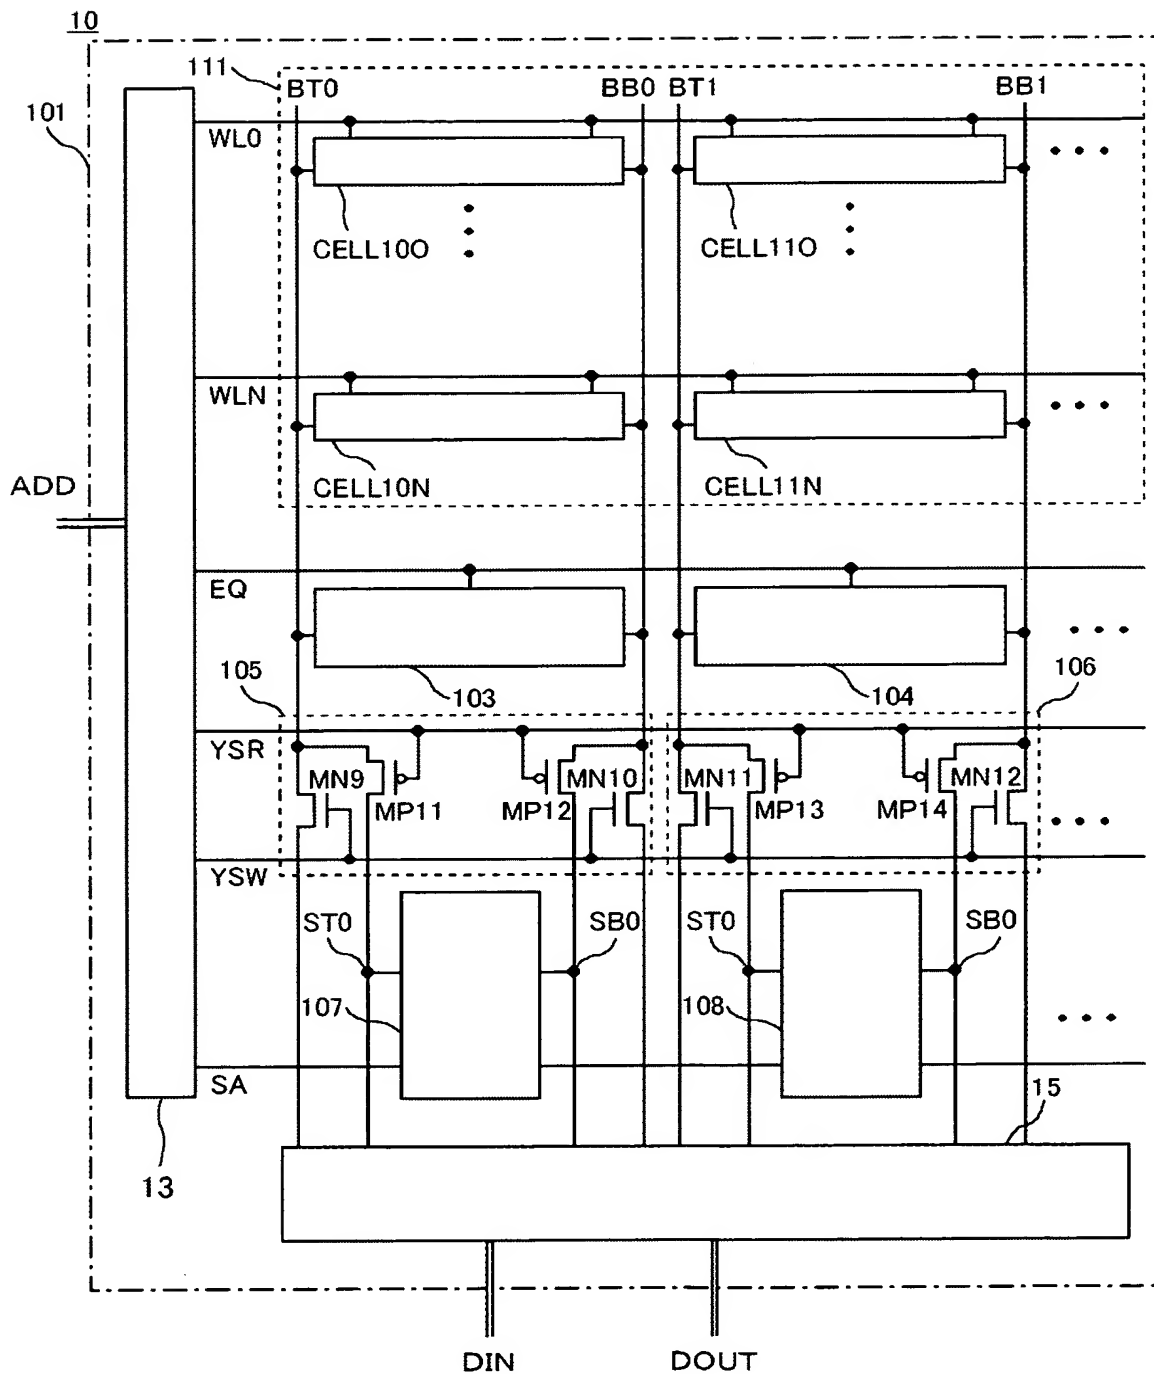 10
111
BT0
BB0
BT1
BB1
101
WL0
CELL10O
CELL11O
WLN
CELL10N
CELL11N
ADD
EQ
103
104
105
106
YSR
MN9
MP11
MP12
MN10
MN11
MP13
MP14
MN12
YSW
ST0
SB0
ST0
SB0
107
108
SA
15
13
DIN
DOUT